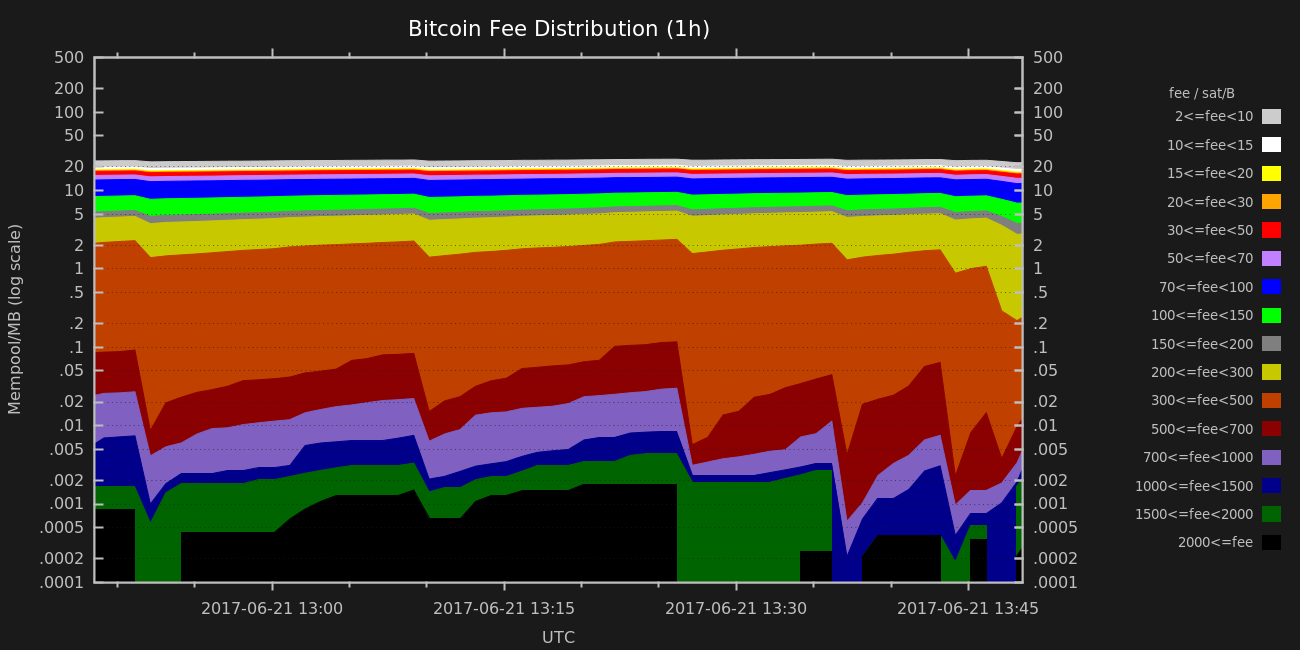 Bitcoin Fee Distribution (1h)
Mempool/MB (log scale)
500
200
100
50
20
10
5
2
1
.5
.2
.1
.05
.02
.01
.005
.002
.001
.0005
.0002
.0001
500
200
100
50
20
10
5
2
1
.5
.2
.1
.05
.02
.01
.005
.002
.001
.0005
.0002
.0001
2017-06-21 13:00
2017-06-21 13:15
2017-06-21 13:30
2017-06-21 13:45
UTC
fee / sat/B
2<=fee<10
10<=fee<15
15<=fee<20
20<=fee<30
30<=fee<50
50<=fee<70
70<=fee<100
100<=fee<150
150<=fee<200
200<=fee<300
300<=fee<500
500<=fee<700
700<=fee<1000
1000<=fee<1500
1500<=fee<2000
2000<=fee